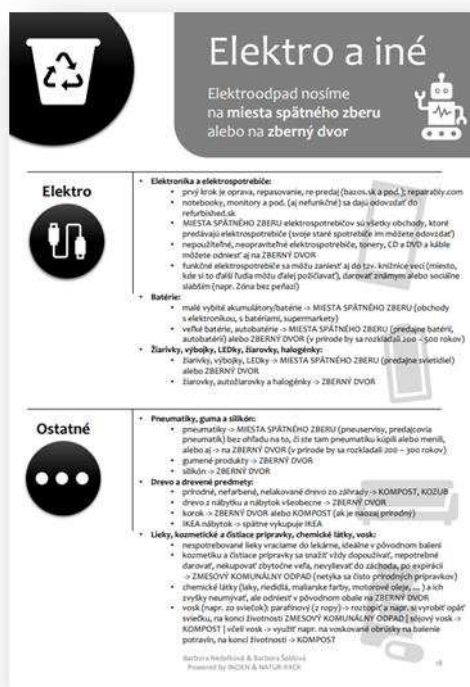 Elektro a iné
Elektroodpad nosíme
na miesta spätného zberu
alebo na zberný dvor
Elektro
• Elektronika a elektrospotrebiče:
• prvý krok je oprava, repasovanie, re-predaj (bazos.sk a pod.); repairably.com
• notebooky, monitory a pod. (aj nefunkčné) sa dajú odovzdať do
refurbished.sk
• MIESTA SPÄTNÉHO ZBERU elektrospotrebičov sú všetky obchody, ktoré
predávajú elektrospotrebiče (svoje staré spotrebiče im môžete odovzdať)
• nepoužiteľné, neopraviteľné elektrospotrebiče, tonery, CD a DVD a káble
môžete odniesť aj na ZBERNÝ DVOR
• funkčné elektrospotrebiče sa môžu zaniesť aj do tzv. knižnice vecí (miesto,
kde si to ďalší ľudia môžu ďalej požičiavať), darovať známym alebo sociálne
slabším (napr. Zóna bez peňazí)
• Batérie:
• malé vybité akumulátory/batérie -> MIESTA SPÄTNÉHO ZBERU (obchody
s elektronikou, s batériami, supermarkety)
• veľké batérie, autobatérie -> MIESTA SPÄTNÉHO ZBERU (predajne batérií,
autobatérií) alebo ZBERNÝ DVOR (v prírode by sa rozkladali 200 – 500 rokov)
• Žiarivky, výbojky, LEDky, žiarovky, halogénky:
• žiarivky, výbojky, LEDky -> MIESTA SPÄTNÉHO ZBERU (predajne svietidiel)
alebo ZBERNÝ DVOR
• žiarovky, autožiarovky a halogénky -> ZBERNÝ DVOR
Ostatné
• Pneumatiky, guma a silikón:
• pneumatiky -> MIESTA SPÄTNÉHO ZBERU (pneuservisy, predajcovia
pneumatík) bez ohľadu na to, či ste tam pneumatiku kúpili alebo menili,
alebo aj -> na ZBERNÝ DVOR (v prírode by sa rozkladali 200 – 300 rokov)
• gumené produkty -> ZBERNÝ DVOR
• silikón -> ZBERNÝ DVOR
• Drevo a drevené predmety:
• prírodné, nefarbené, nelakované drevo zo záhrady -> KOMPOST, KOZUB
• drevo z nábytku a nábytok všeobecne -> ZBERNÝ DVOR
• korok -> ZBERNÝ DVOR alebo KOMPOST (ak je naozaj prírodný)
• IKEA nábytok -> spätne vykupuje IKEA
• Lieky, kozmetické a čistiace prípravky, chemické látky, vosk:
• nespotrebované lieky vraciame do lekárne, ideálne v pôvodnom balení
• kozmetiku a čistiace prípravky sa snažiť vždy dopoužívať, nepotrebné
darovať, nekupovať zbytočne veľa, nevylievať do záchodu, po expirácii
-> ZMESOVÝ KOMUNÁLNY ODPAD (netýka sa čisto prírodných prípravkov)
• chemické látky (laky, riedidlá, maliarske farby, motorové oleje, ... ) a ich
zvyšky neumývať, ale odniesť v pôvodnom obale na ZBERNÝ DVOR
• vosk (napr. zo sviečok): parafínový (z ropy) -> roztopiť a napr. si vyrobiť opäť
sviečku, na konci životnosti ZMESOVÝ KOMUNÁLNY ODPAD | sójový vosk ->
KOMPOST | včelí vosk -> využiť napr. na voskované obrúsky na balenie
potravín, na konci životnosti -> KOMPOST
Barbora Nedelková & Barbora Šoldová
Powered by INDEN & NATUR-PACK